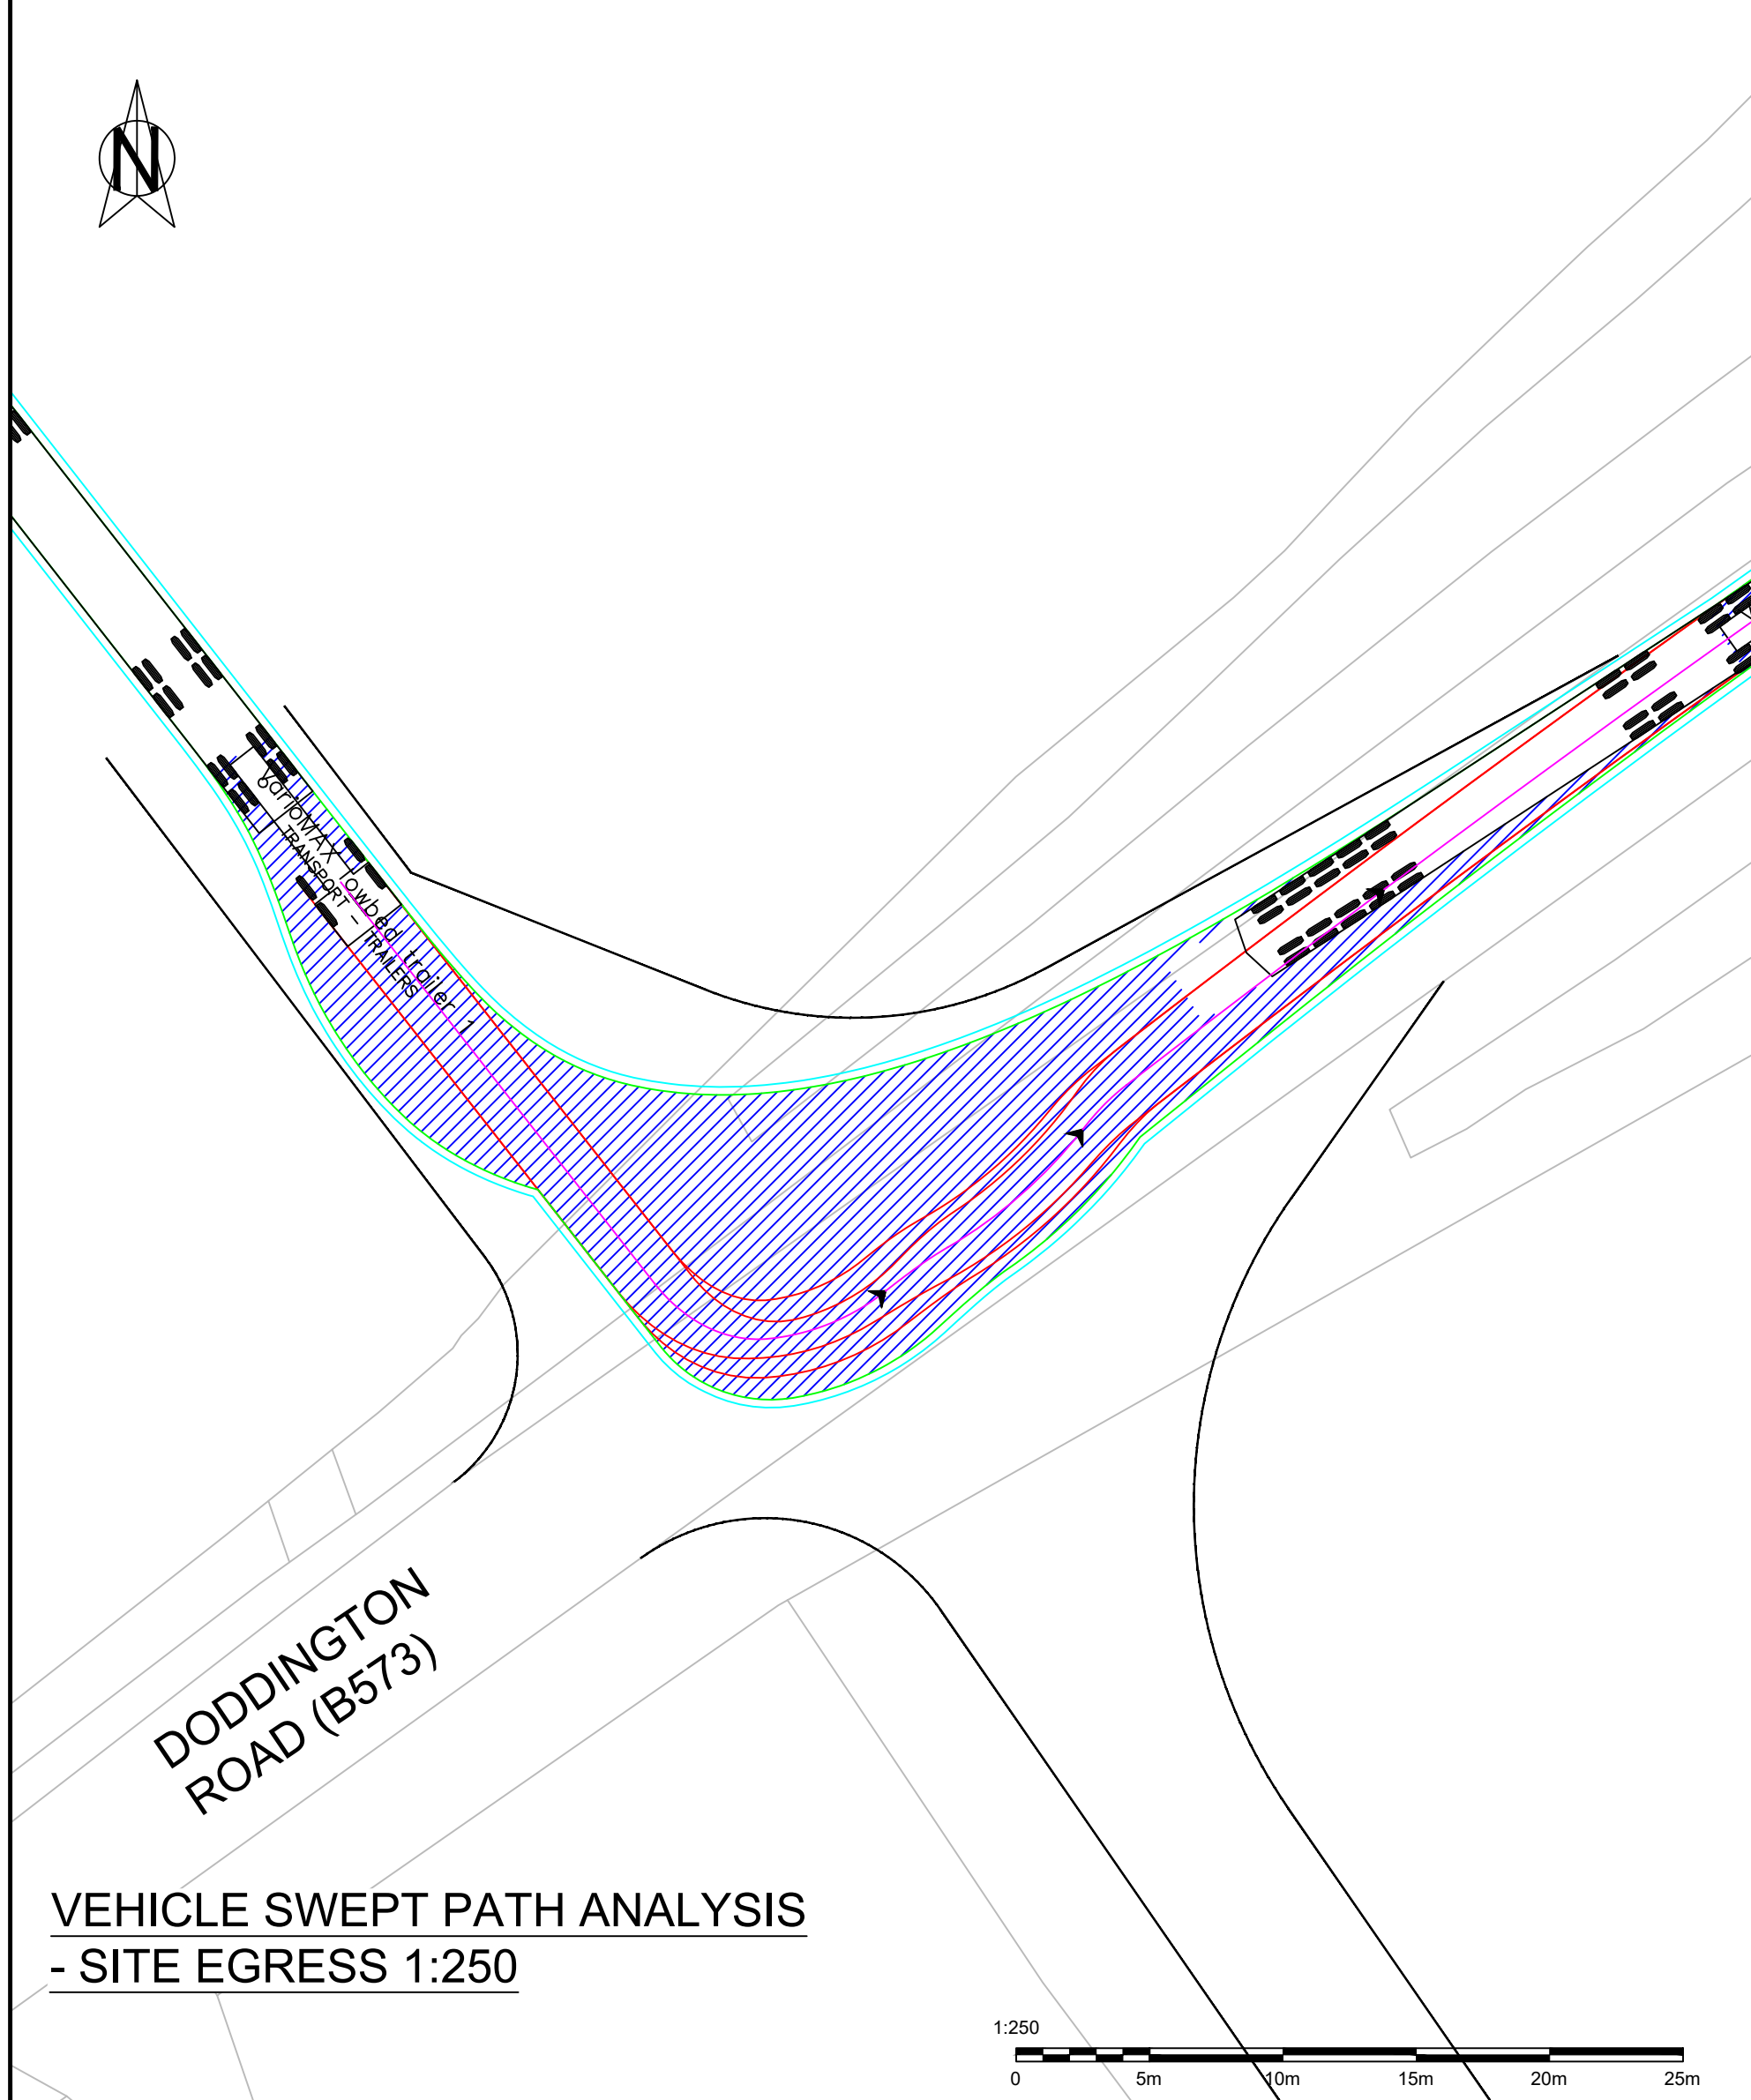 N
VarioMAX lowbed trailer 1
TRANSPORT - TRAILERS
DODDINGTON
ROAD (B573)
VEHICLE SWEPT PATH ANALYSIS
- SITE EGRESS 1:250
1:250
0 5m 10m 15m 20m 25m